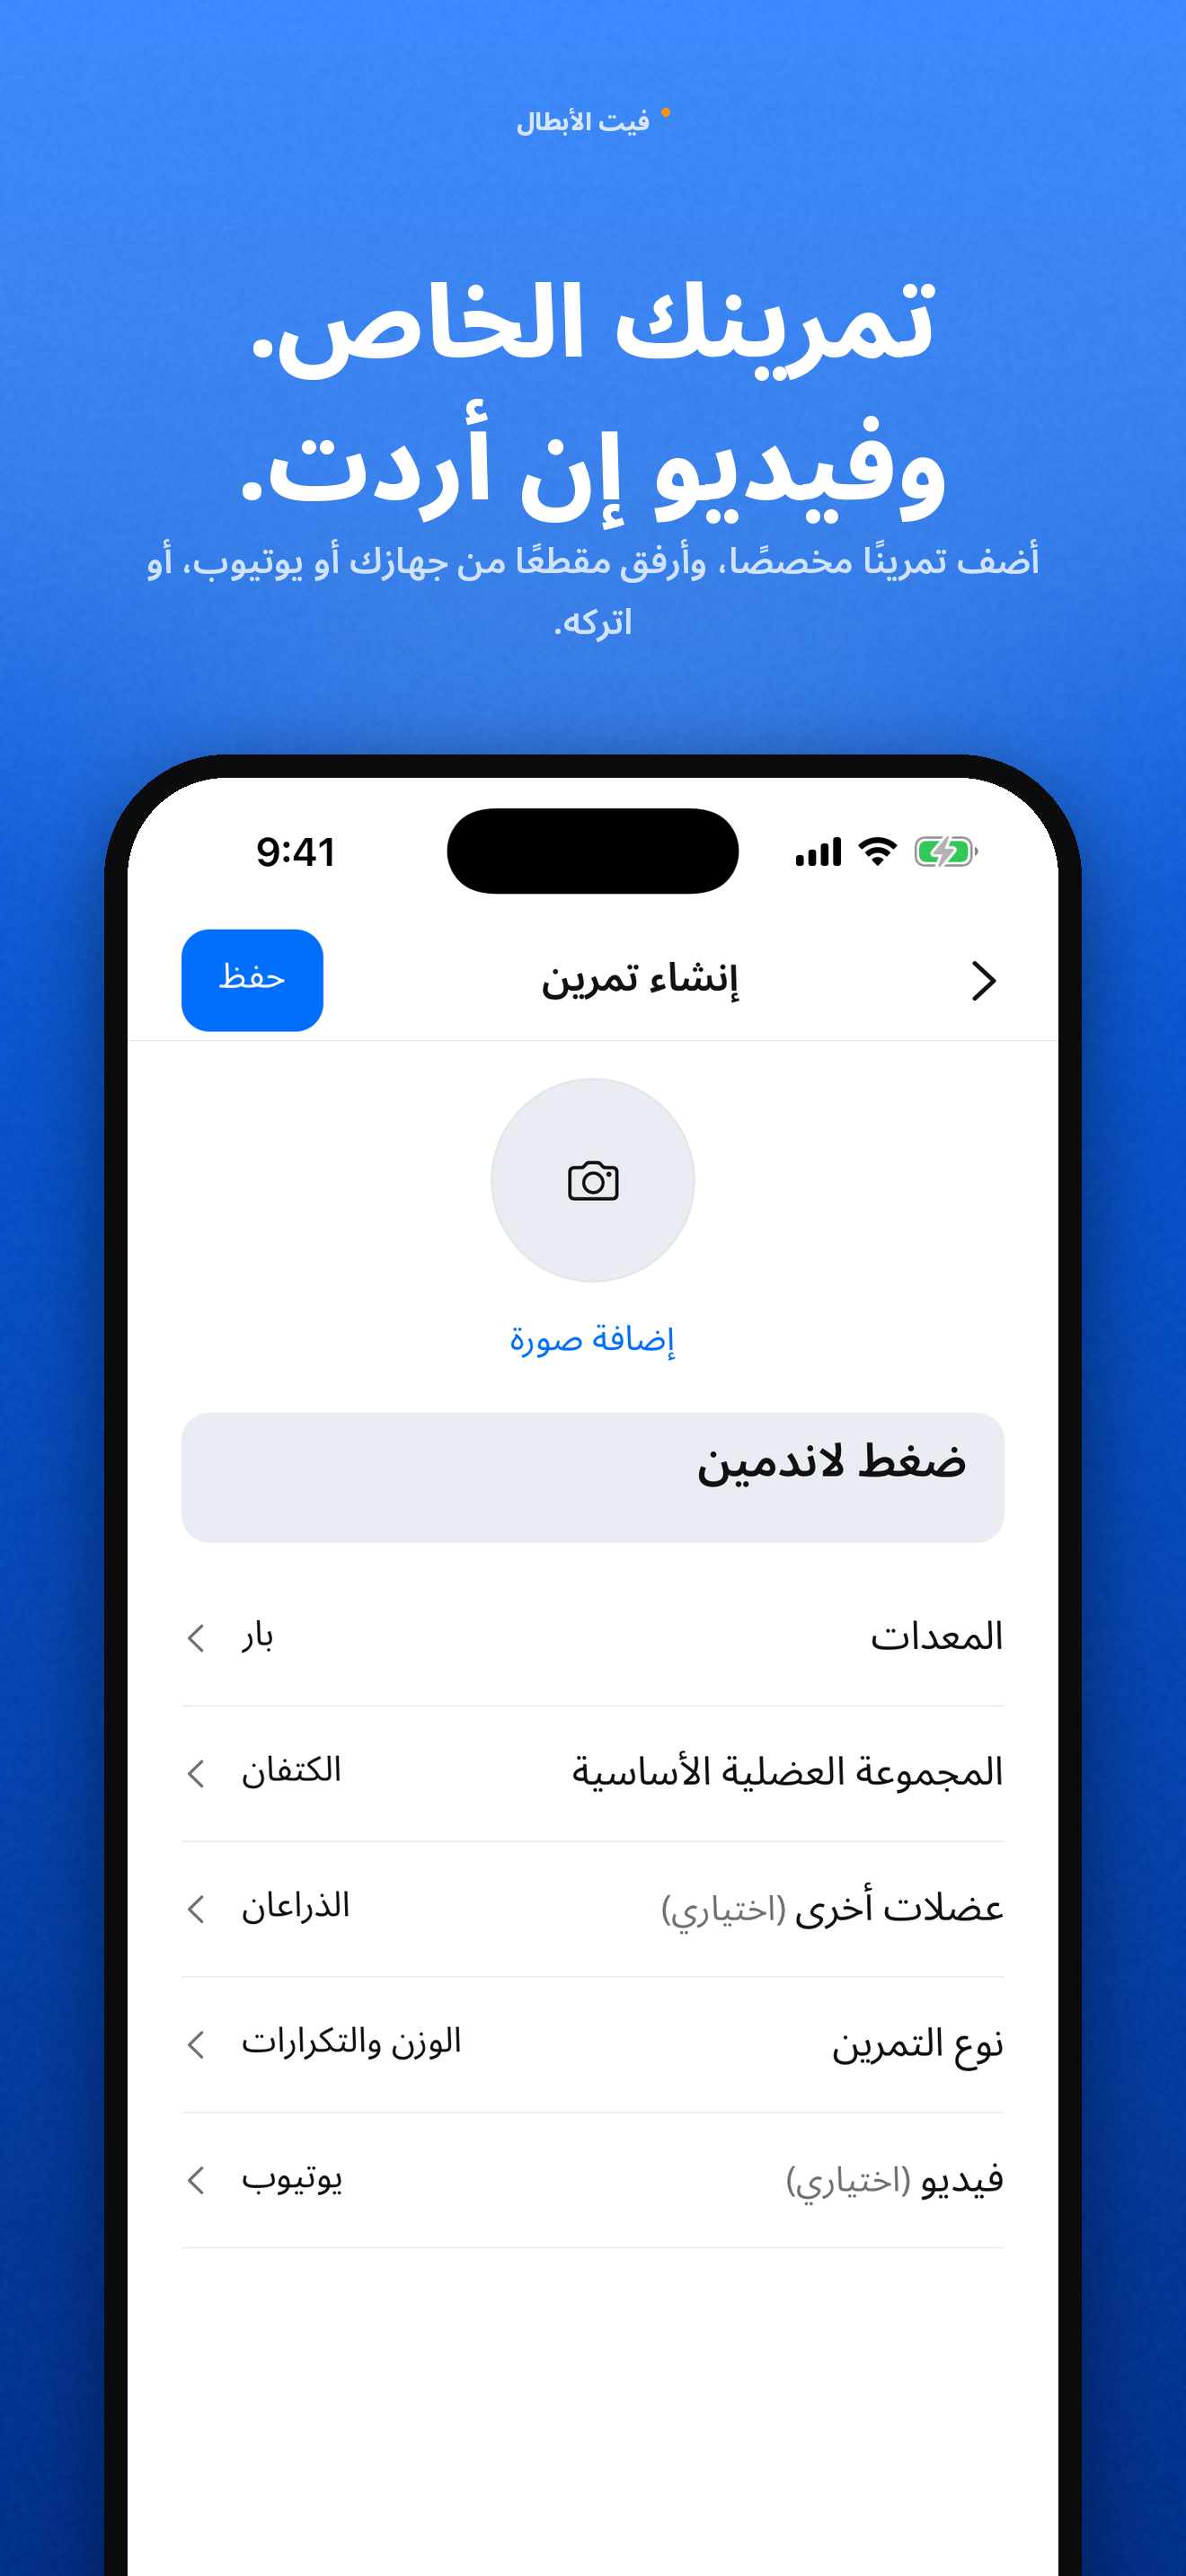 فيت الأبطال
تمرينك الخاص.
وفيديو إن أردت.
أضف تمرينًا مخصصًا، وأرفق مقطعًا من جهازك أو يوتيوب، أو
اتركه.
9:41
إنشاء تمرين
حفظ
إضافة صورة
ضغط لاندمين
المعدات بار
المجموعة العضلية الأساسية الكتفان
عضلات أخرى (اختياري) الذراعان
نوع التمرين الوزن والتكرارات
فيديو (اختياري) يوتيوب